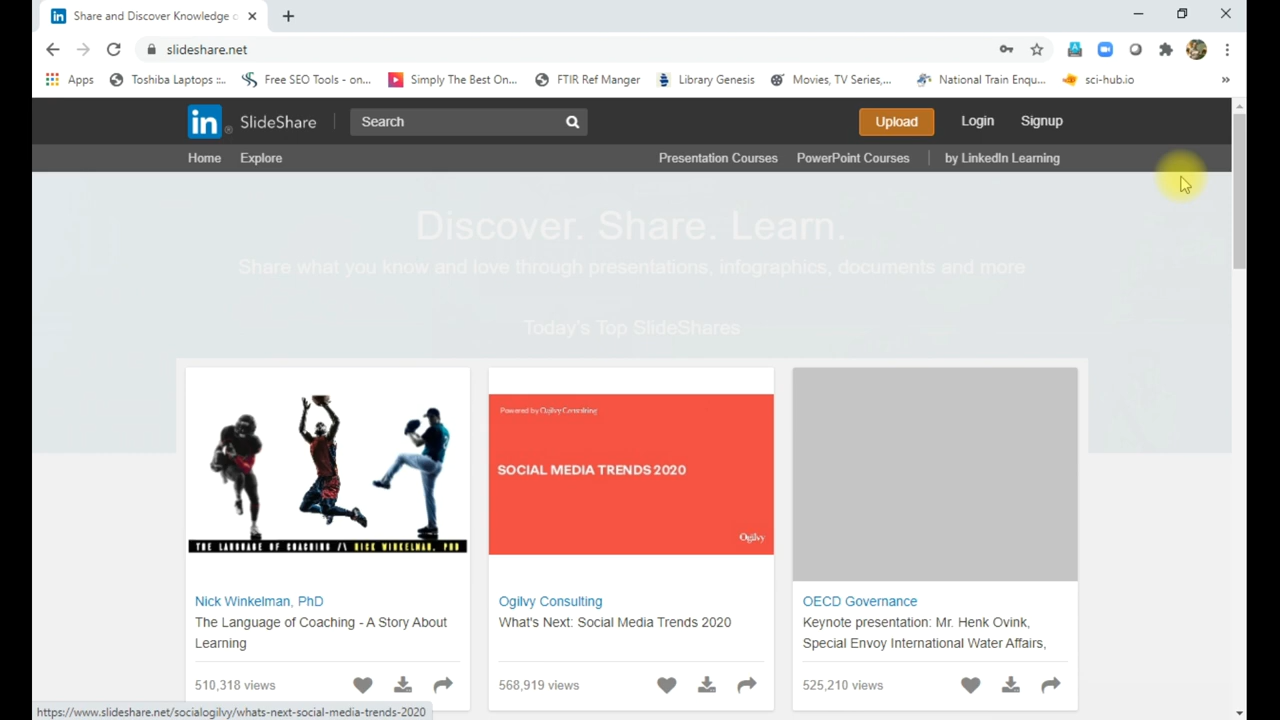 Share and Discover Knowledge o
slideshare.net
Apps
Toshiba Laptops ::..
Free SEO Tools - on...
Simply The Best On...
FTIR Ref Manger
Library Genesis
Movies, TV Series,...
National Train Enqu...
sci-hub.io
»
in® SlideShare
Search
Upload
Login
Signup
Home
Explore
Presentation Courses
PowerPoint Courses
by LinkedIn Learning
Discover. Share. Learn.
Share what you know and love through presentations, infographics, documents and more
Today's Top SlideShares
THE LANGUAGE OF COACHING /\ NICK WINKELMAN, PHD
Nick Winkelman, PhD
The Language of Coaching - A Story About
Learning
510,318 views
Powered by Ogilvy Consulting
SOCIAL MEDIA TRENDS 2020
Ogilvy
Ogilvy Consulting
What's Next: Social Media Trends 2020
568,919 views
OECD Governance
Keynote presentation: Mr. Henk Ovink,
Special Envoy International Water Affairs,
525,210 views
https://www.slideshare.net/socialogilvy/whats-next-social-media-trends-2020